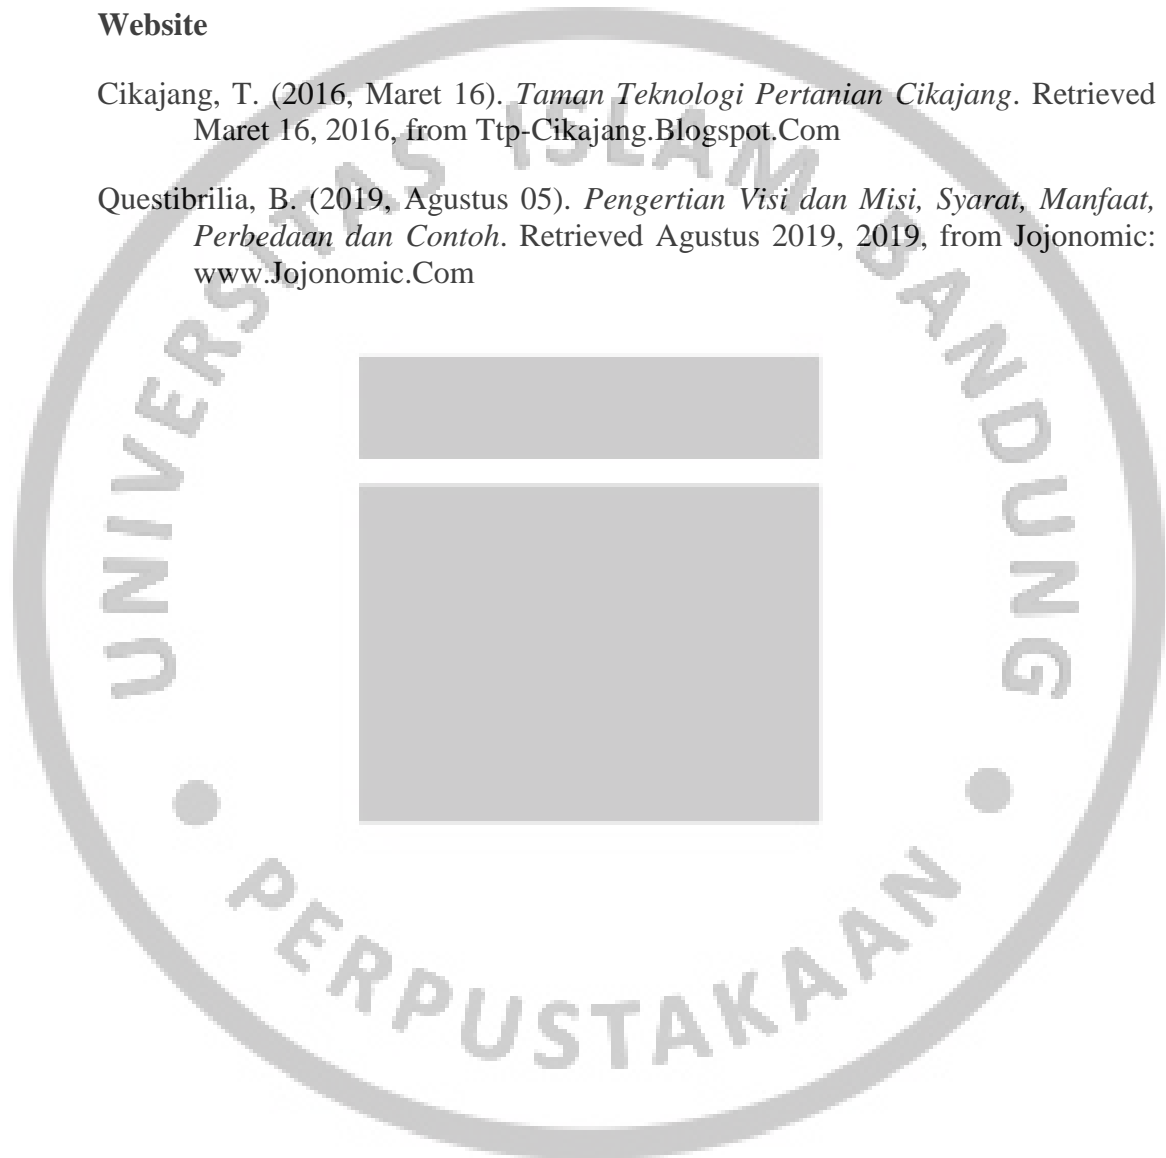 Website
Cikajang, T. (2016, Maret 16). Taman Teknologi Pertanian Cikajang. Retrieved
Maret 16, 2016, from Ttp-Cikajang.Blogspot.Com
Questibrilia, B. (2019, Agustus 05). Pengertian Visi dan Misi, Syarat, Manfaat,
Perbedaan dan Contoh. Retrieved Agustus 2019, 2019, from Jojonomic:
www.Jojonomic.Com
UNIVERSITAS ISLAM BANDUNG
PERPUSTAKAAN